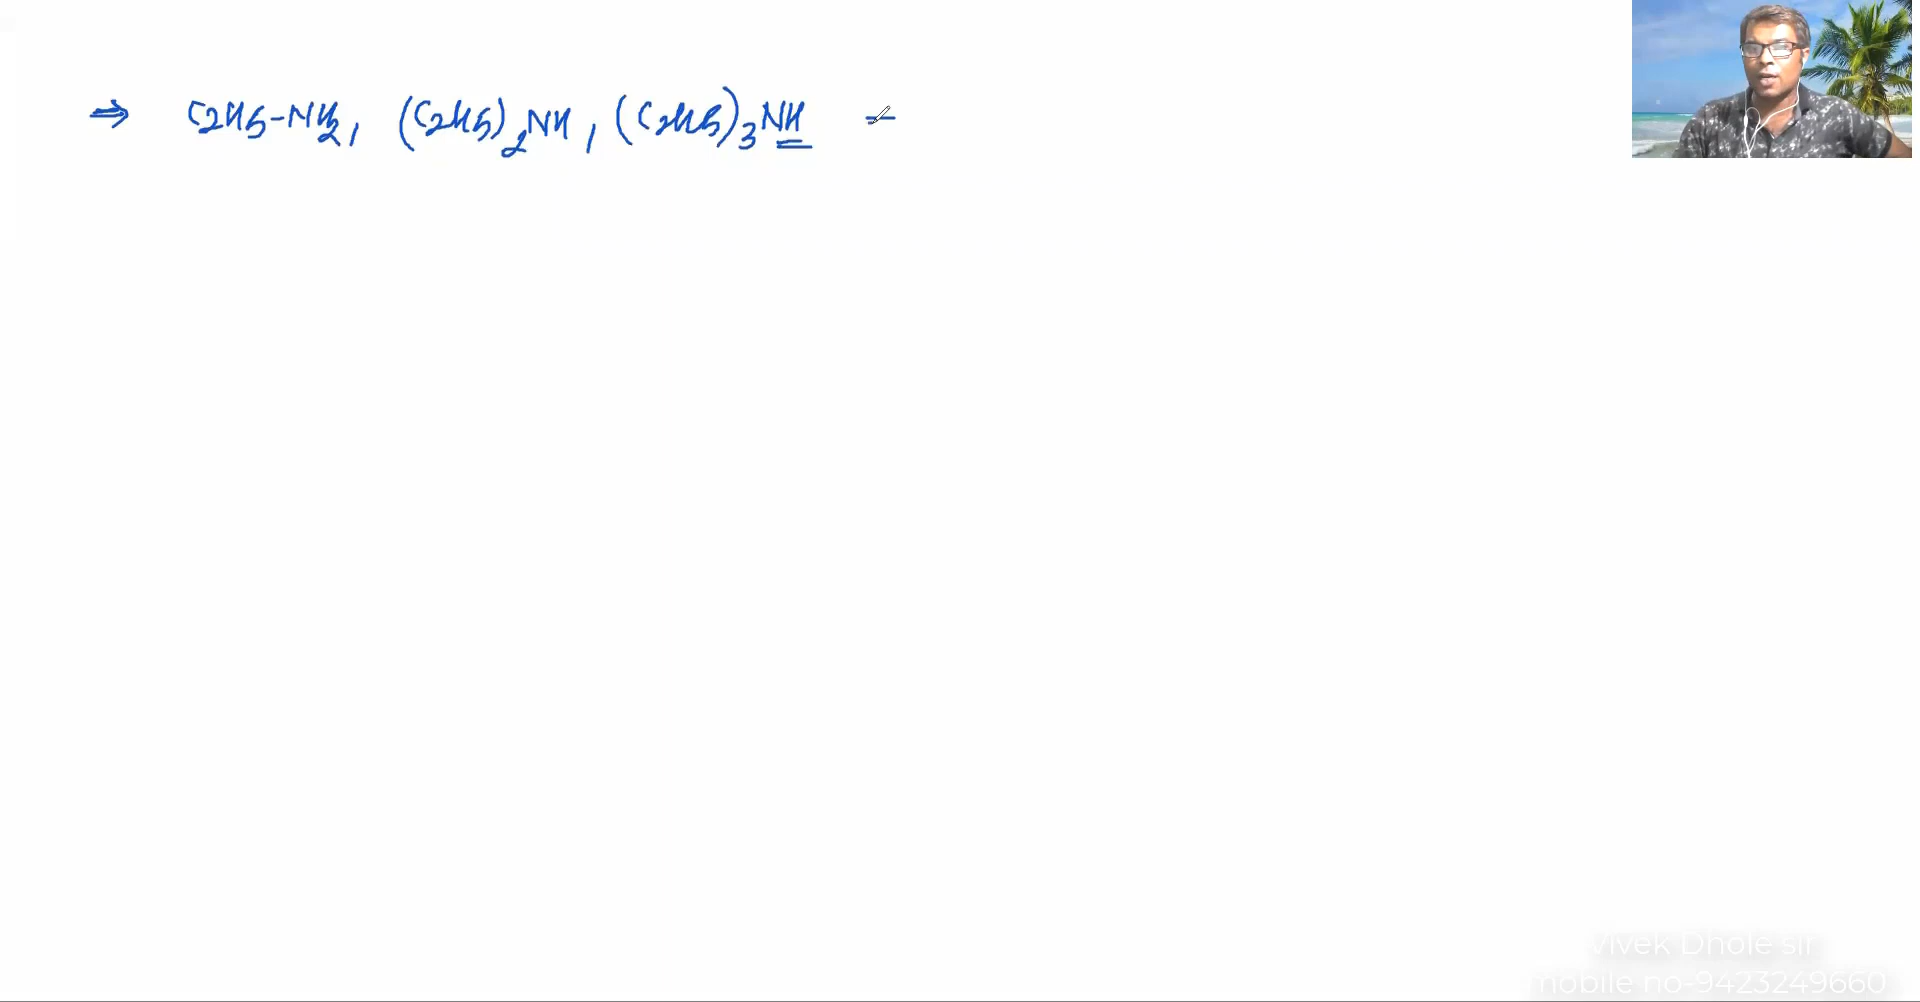 ⇒ C2H5-NH2, (C2H5)2NH, (C2H5)3NH =
Vivek Dhole sir
mobile no-9423249660